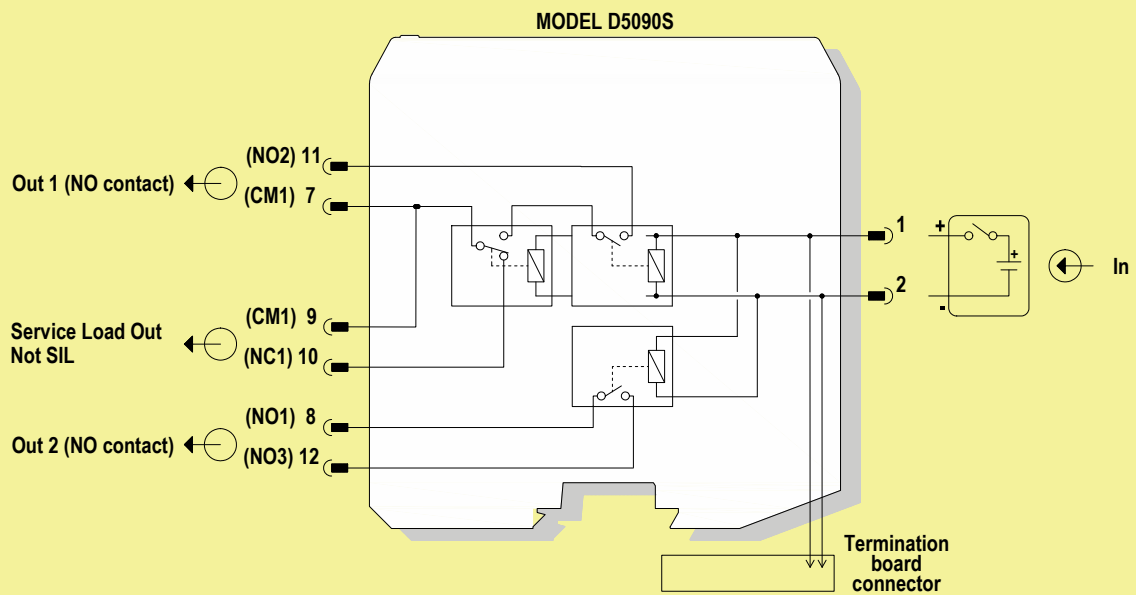 MODEL D5090S
(NO2) 11
Out 1 (NO contact)
(CM1) 7
1
+
+
In
2
-
(CM1) 9
Service Load Out
Not SIL
(NC1) 10
(NO1) 8
Out 2 (NO contact)
(NO3) 12
Termination
board
connector